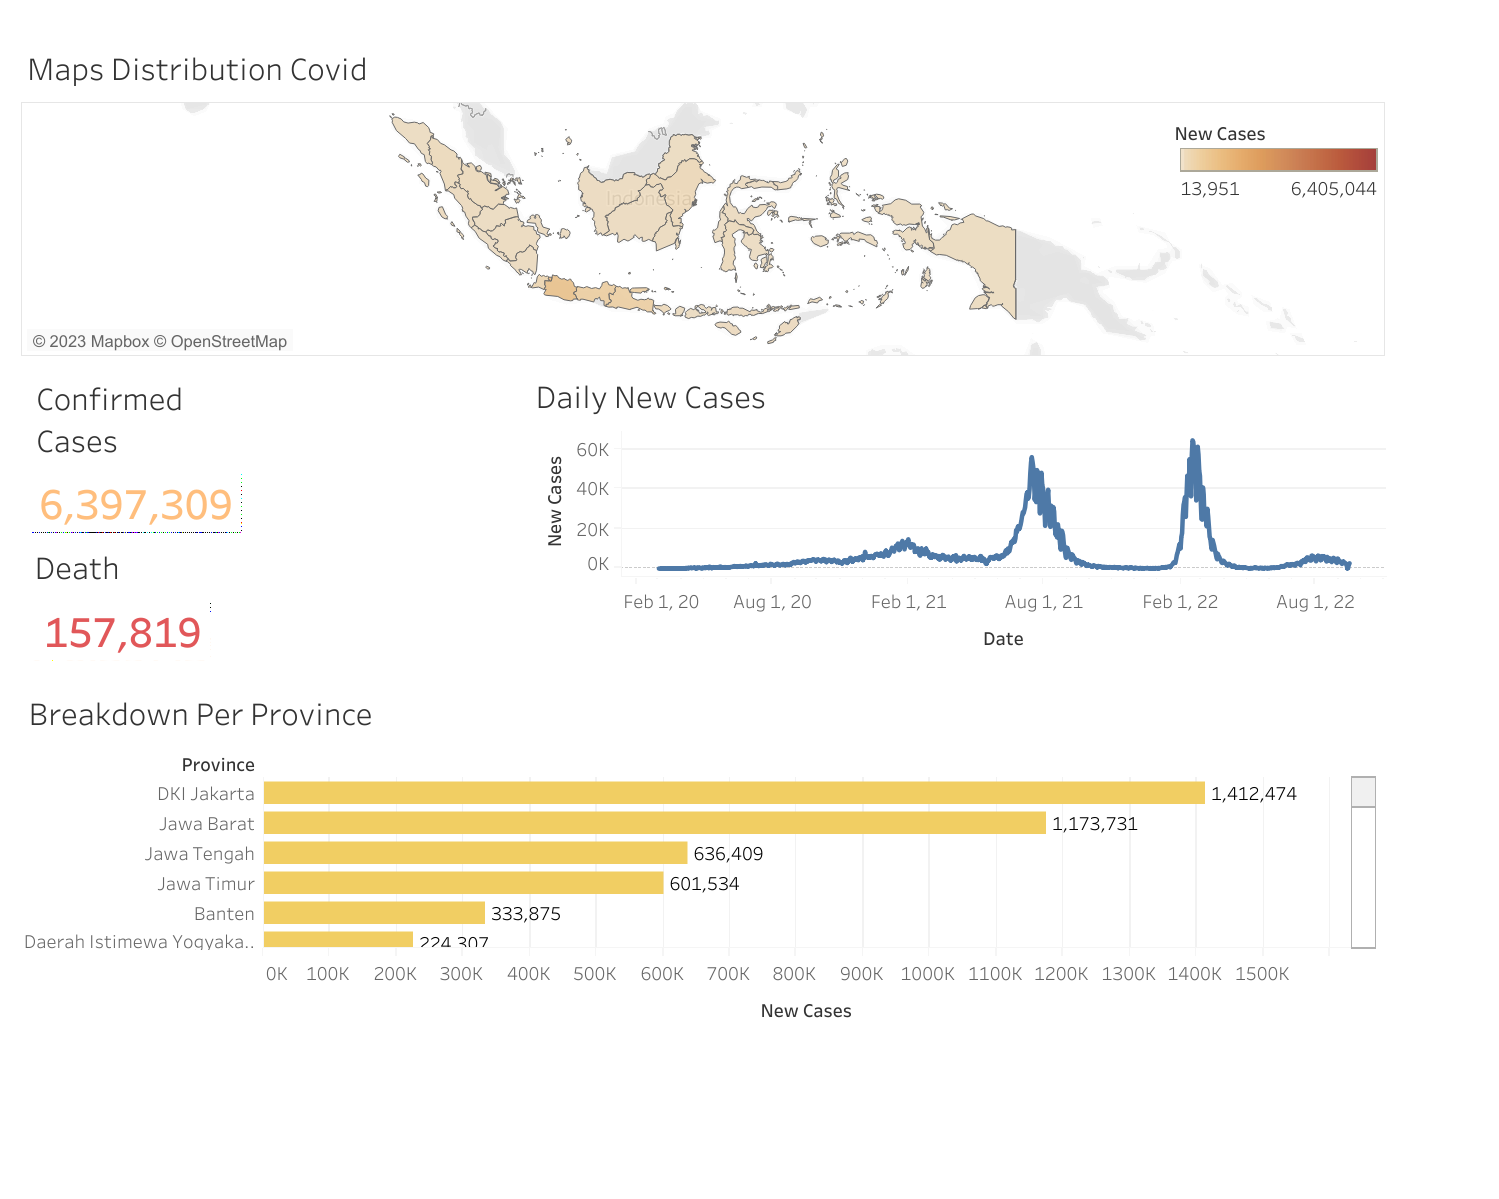 Maps Distribution Covid
New Cases
13,951 6,405,044
Indonesia
© 2023 Mapbox © OpenStreetMap
Confirmed
Cases
6,397,309
Death
157,819
Daily New Cases
New Cases
60K
40K
20K
0K
Feb 1, 20 Aug 1, 20 Feb 1, 21 Aug 1, 21 Feb 1, 22 Aug 1, 22
Date
Breakdown Per Province
Province
DKI Jakarta 1,412,474
Jawa Barat 1,173,731
Jawa Tengah 636,409
Jawa Timur 601,534
Banten 333,875
Daerah Istimewa Yogyaka.. 224,307
0K 100K 200K 300K 400K 500K 600K 700K 800K 900K 1000K 1100K 1200K 1300K 1400K 1500K
New Cases